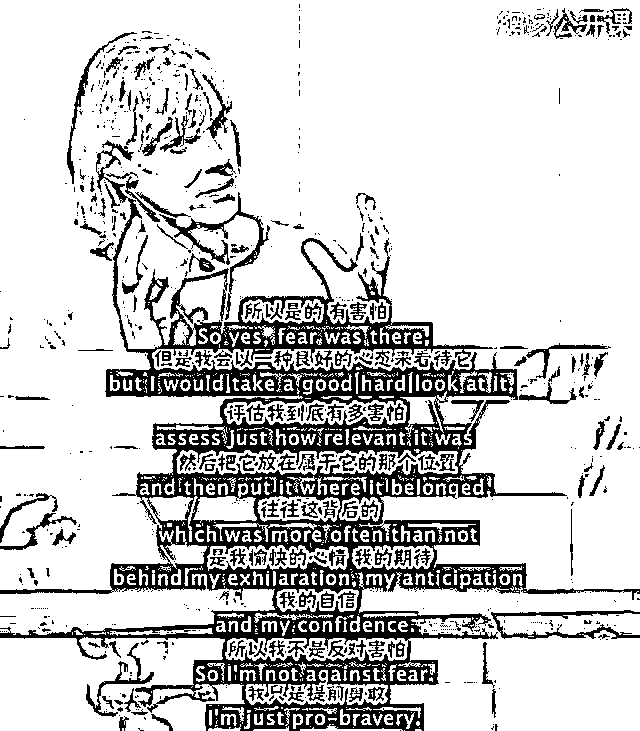 网易公开课
所以是的 有害怕
So yes, fear was there,
但是我会以一种良好的心态来看待它
but I would take a good hard look at it,
评估我到底有多害怕
assess just how relevant it was
然后把它放在属于它的那个位置
and then put it where it belonged,
往往这背后的
which was more often than not
是我愉快的心情 我的期待
behind my exhilaration, my anticipation
我的自信
and my confidence.
所以我不是反对害怕
So I'm not against fear.
我只是提前勇敢
I'm just pro-bravery.